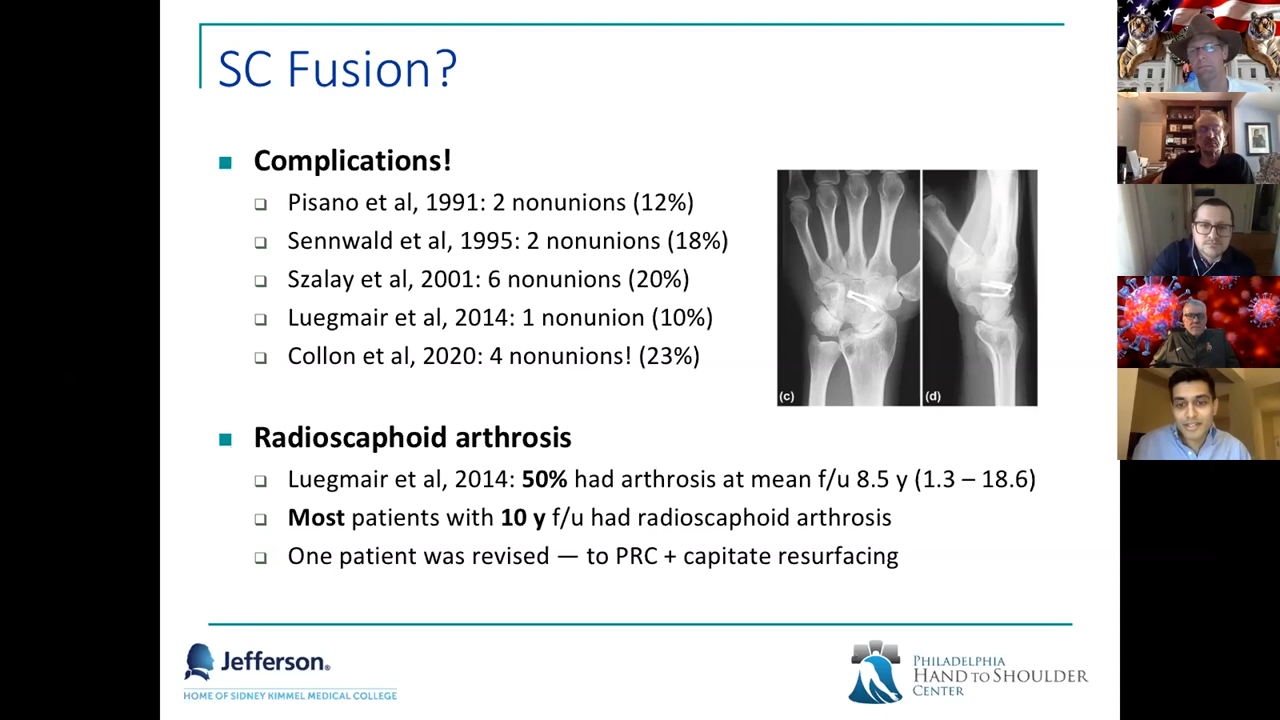 SC Fusion?
Complications!
Pisano et al, 1991: 2 nonunions (12%)
Sennwald et al, 1995: 2 nonunions (18%)
Szalay et al, 2001: 6 nonunions (20%)
Luegmair et al, 2014: 1 nonunion (10%)
Collon et al, 2020: 4 nonunions! (23%)
(c)
(d)
Radioscaphoid arthrosis
Luegmair et al, 2014: 50% had arthrosis at mean f/u 8.5 y (1.3 – 18.6)
Most patients with 10 y f/u had radioscaphoid arthrosis
One patient was revised — to PRC + capitate resurfacing
Jefferson®
HOME OF SIDNEY KIMMEL MEDICAL COLLEGE
PHILADELPHIA
HAND TO SHOULDER
CENTER